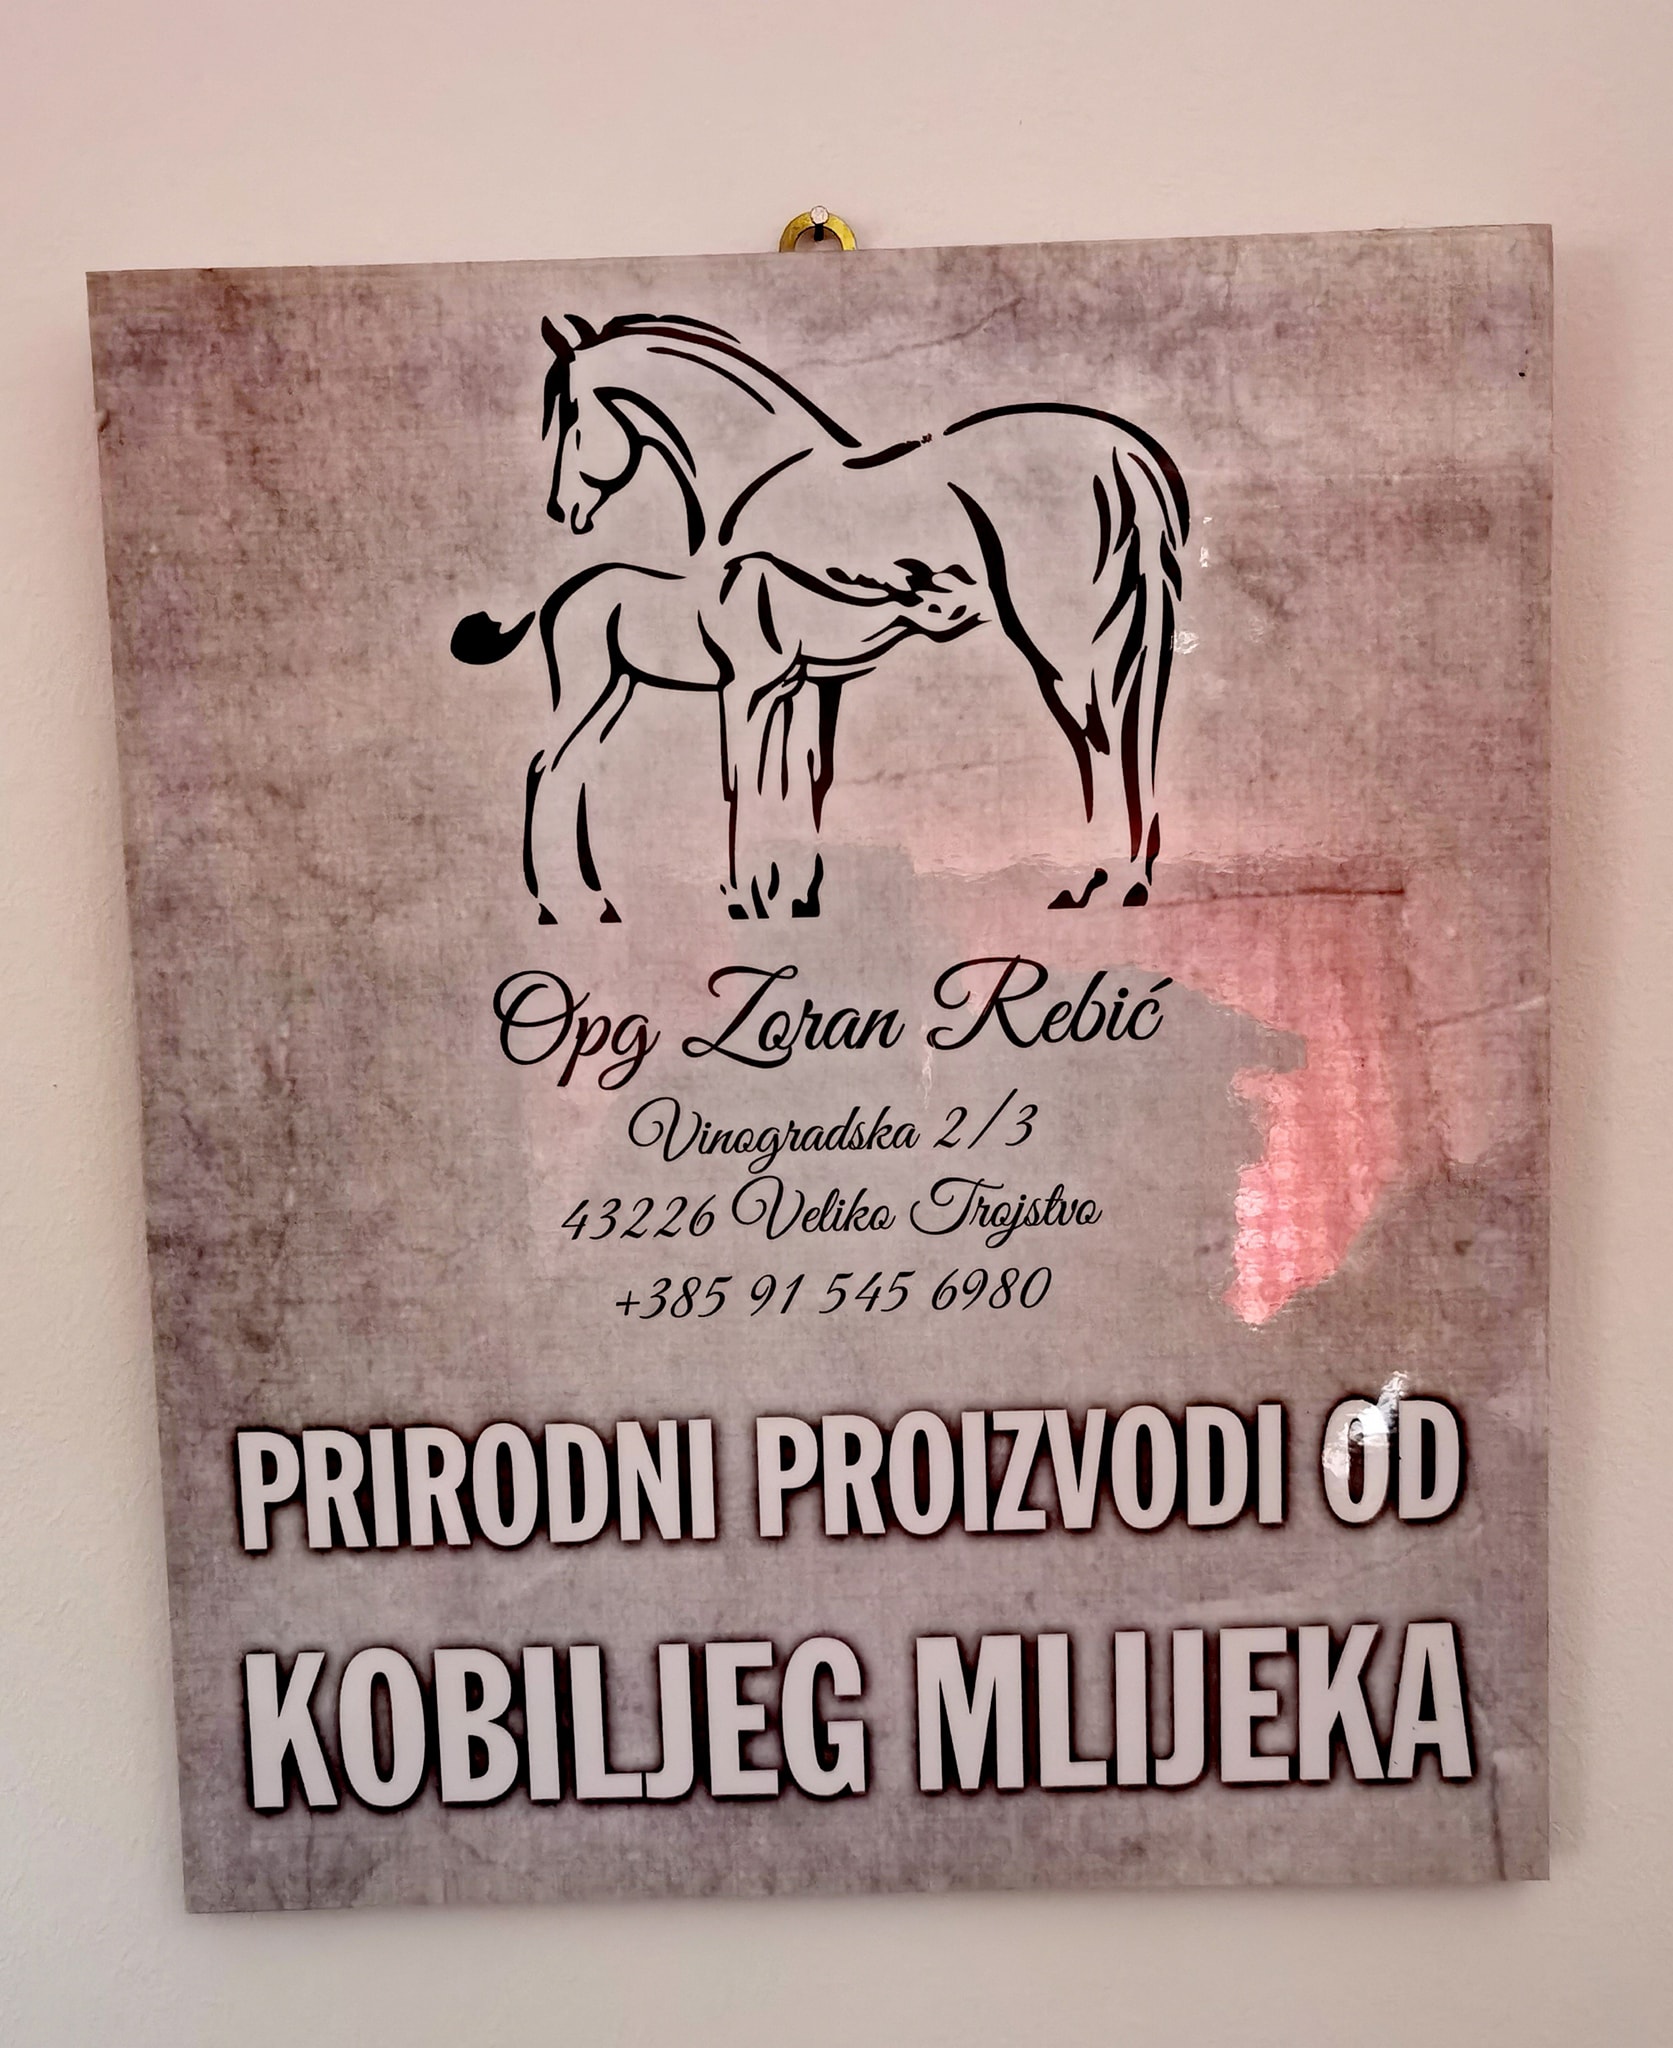 Opg Zoran Rebić
Vinogradska 2/3
43226 Veliko Trojstvo
+385 91 545 6980
PRIRODNI PROIZVODI OD
KOBILJEG MLIJEKA